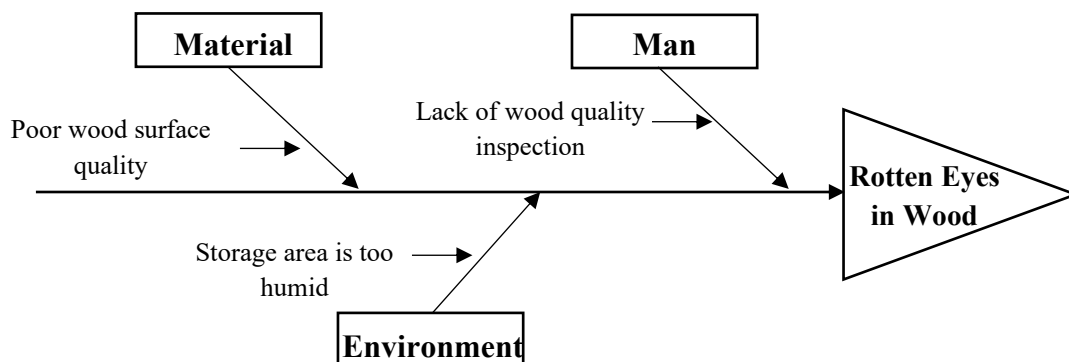 Material
Man
Poor wood surface
quality
Lack of wood quality
inspection
Rotten Eyes
in Wood
Storage area is too
humid
Environment